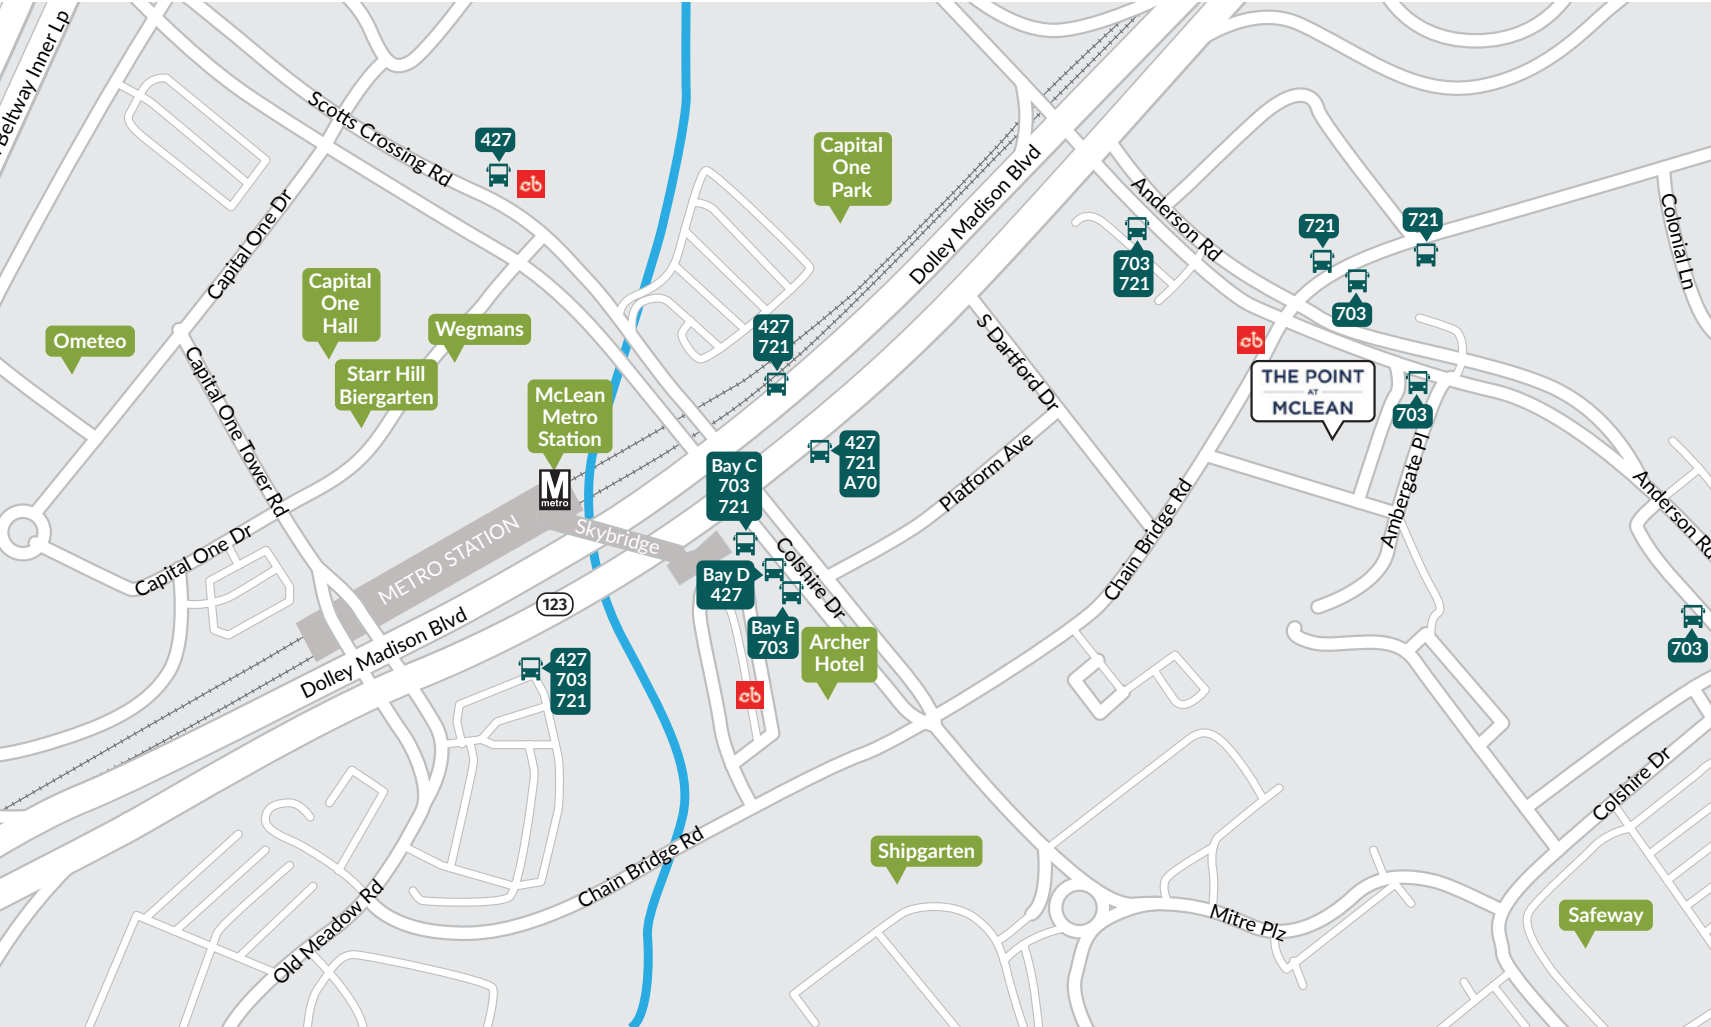 Beltway Inner Lp
Scotts Crossing Rd
427
cb
Capital
One
Park
Dolley Madison Blvd
Anderson Rd
703
721
721
721
703
Colonial Ln
Capital One Dr
Capital
One
Hall
Ometeo
Wegmans
Starr Hill
Biergarten
Capital One Tower Rd
McLean
Metro
Station
427
721
S Dartford Dr
cb
THE POINT
AT
MCLEAN
703
Ambergate Pl
427
721
A70
Platform Ave
Chain Bridge Rd
Anderson Rd
M
metro
METRO STATION
Skybridge
Bay C
703
721
Bay D
427
Bay E
703
Colshire Dr
Archer
Hotel
Capital One Dr
123
Dolley Madison Blvd
427
703
721
cb
703
Colshire Dr
Chain Bridge Rd
Shipgarten
Old Meadow Rd
Mitre Plz
Safeway